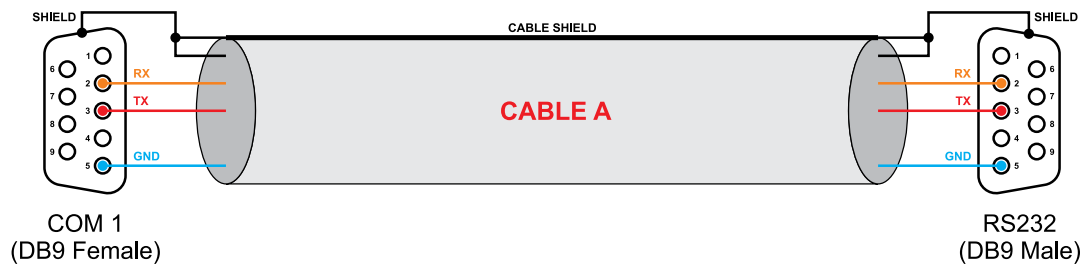 SHIELD
CABLE SHIELD
SHIELD
1
6
2
RX
7
3
TX
8
4
9
5
GND
CABLE A
RX
TX
GND
1
6
2
7
3
8
4
9
5
COM 1
(DB9 Female)
RS232
(DB9 Male)